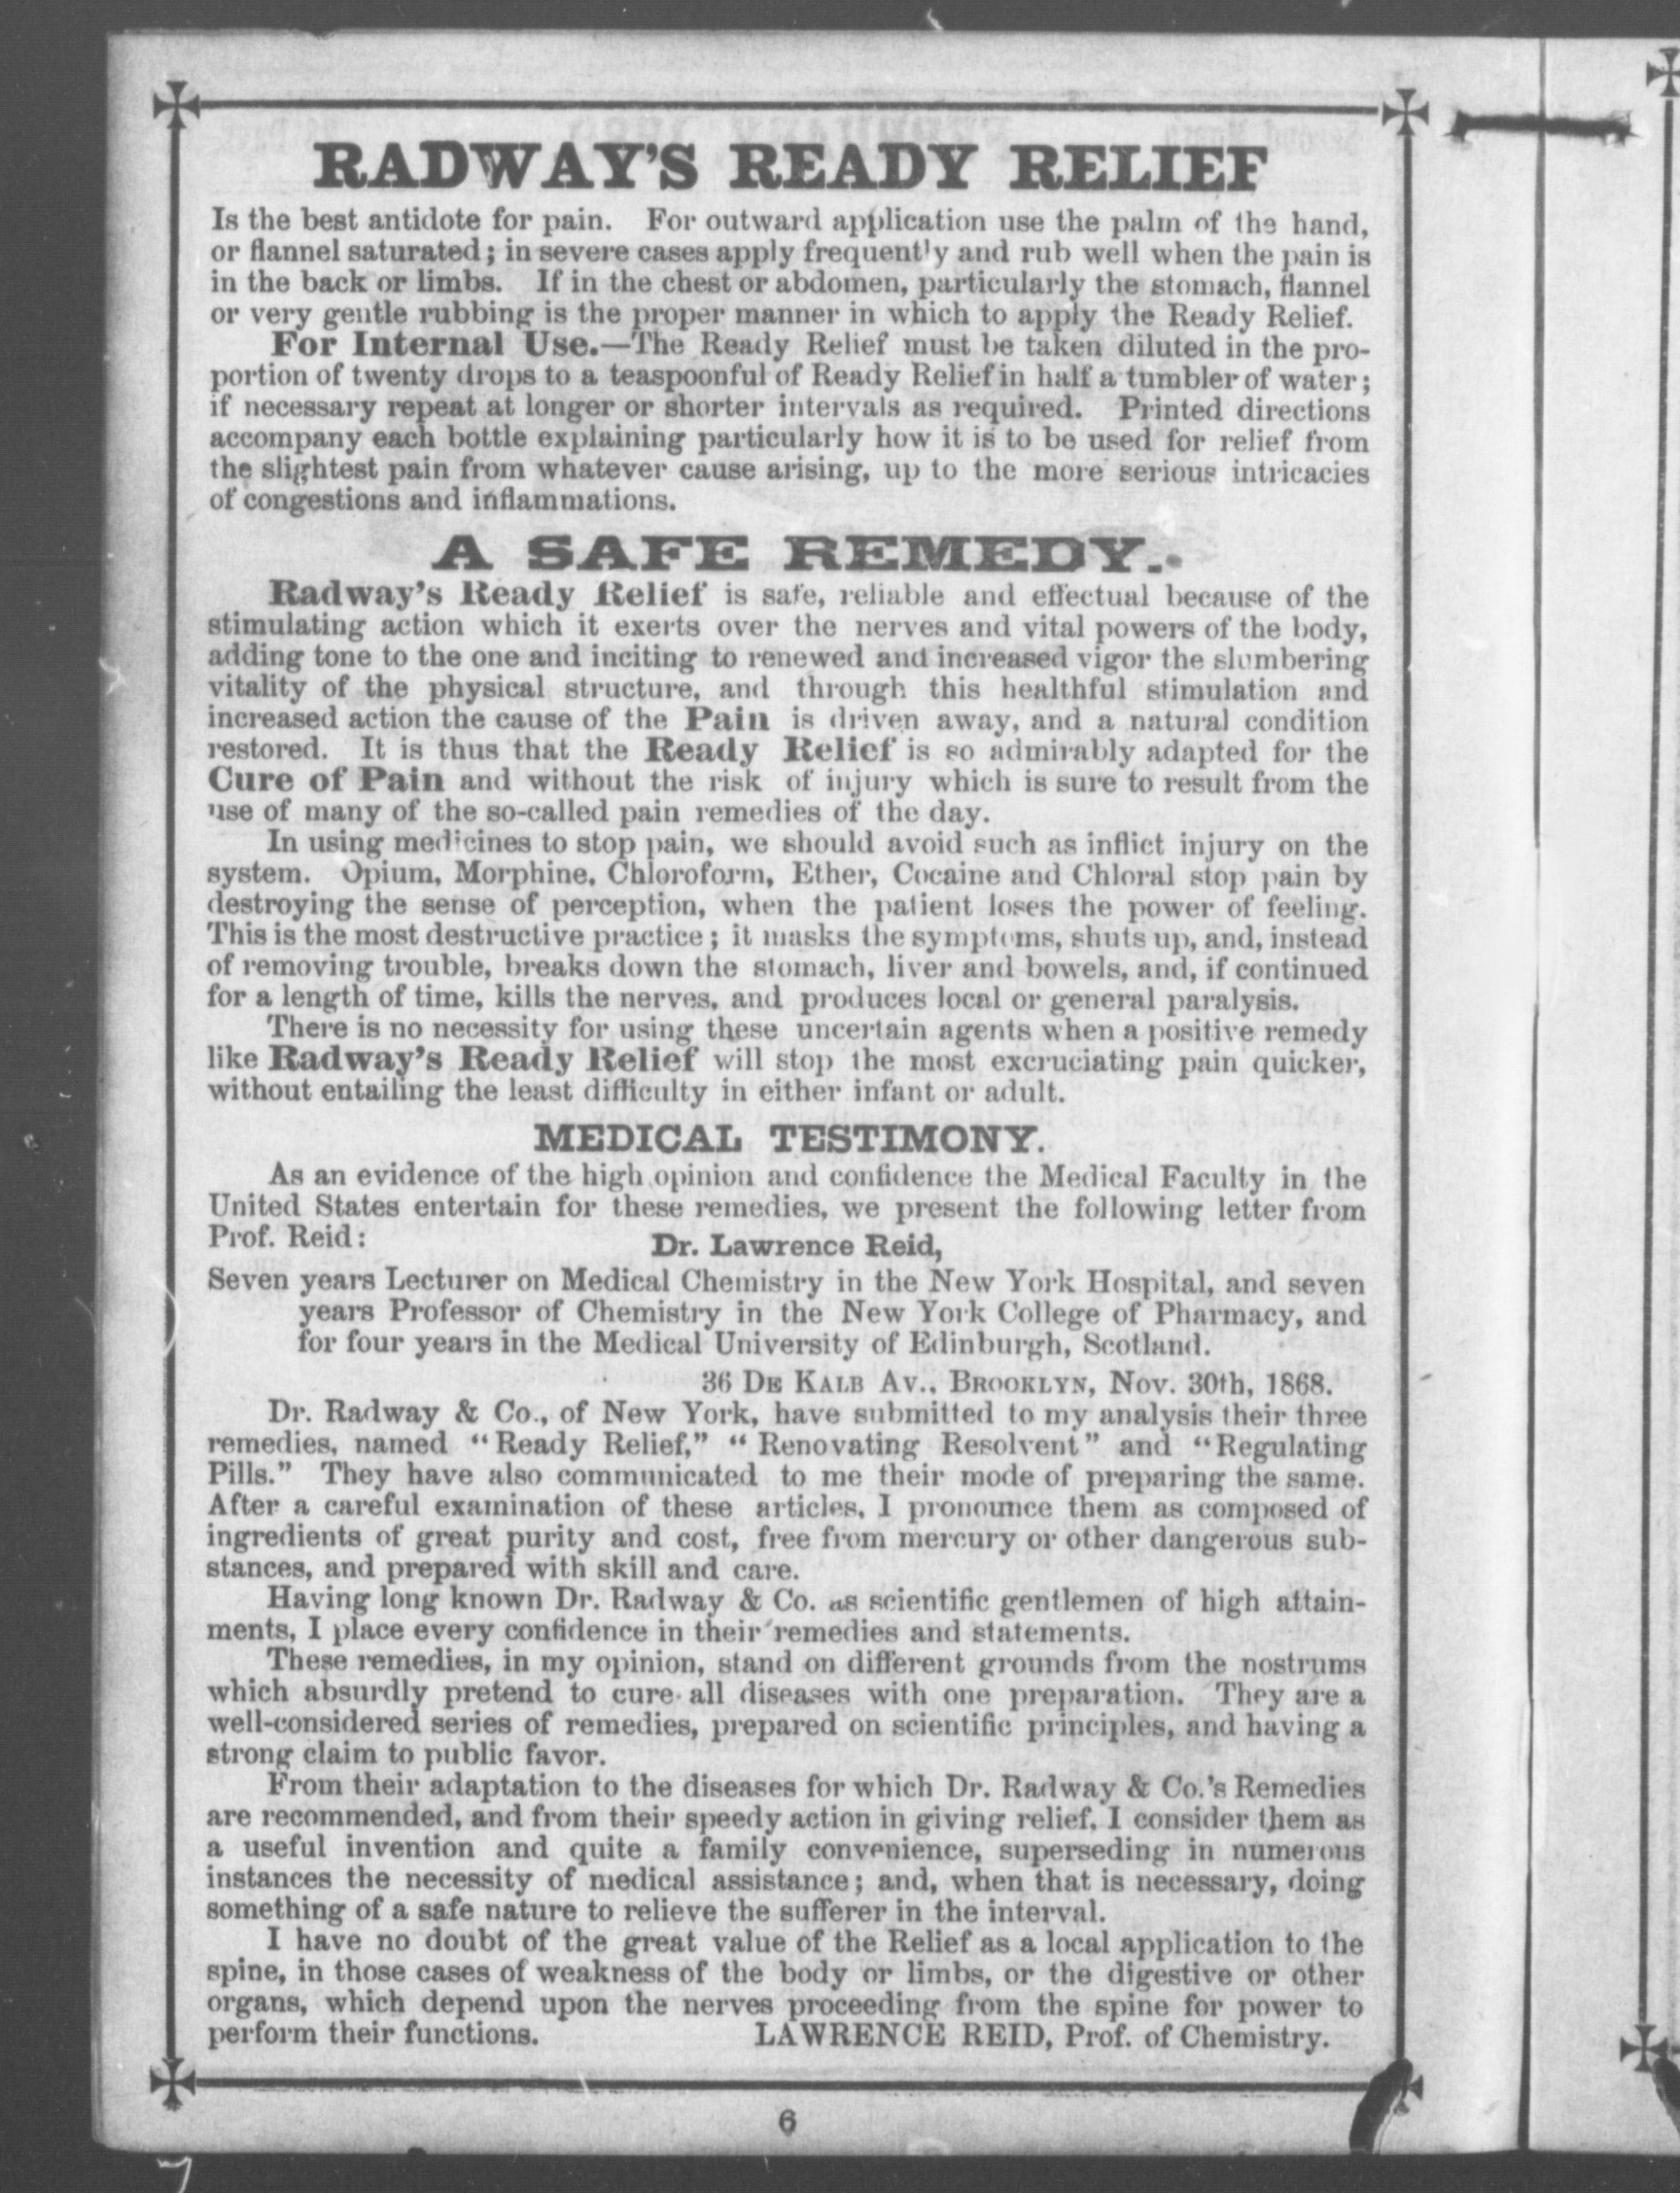 RADWAY'S READY RELIEF
Is the best antidote for pain. For outward application use the palm of the hand,
or flannel saturated; in severe cases apply frequently and rub well when the pain is
in the back or limbs. If in the chest or abdomen, particularly the stomach, flannel
or very gentle rubbing is the proper manner in which to apply the Ready Relief.
For Internal Use.—The Ready Relief must be taken diluted in the pro-
portion of twenty drops to a teaspoonful of Ready Relief in half a tumbler of water;
if necessary repeat at longer or shorter intervals as required. Printed directions
accompany each bottle explaining particularly how it is to be used for relief from
the slightest pain from whatever cause arising, up to the more serious intricacies
of congestions and inflammations.
A SAFE REMEDY.
Radway's Ready Relief is safe, reliable and effectual because of the
stimulating action which it exerts over the nerves and vital powers of the body,
adding tone to the one and inciting to renewed and increased vigor the slumbering
vitality of the physical structure, and through this healthful stimulation and
increased action the cause of the Pain is driven away, and a natural condition
restored. It is thus that the Ready Relief is so admirably adapted for the
Cure of Pain and without the risk of injury which is sure to result from the
use of many of the so-called pain remedies of the day.
In using medicines to stop pain, we should avoid such as inflict injury on the
system. Opium, Morphine, Chloroform, Ether, Cocaine and Chloral stop pain by
destroying the sense of perception, when the patient loses the power of feeling.
This is the most destructive practice; it masks the symptoms, shuts up, and, instead
of removing trouble, breaks down the stomach, liver and bowels, and, if continued
for a length of time, kills the nerves, and produces local or general paralysis.
There is no necessity for using these uncertain agents when a positive remedy
like Radway's Ready Relief will stop the most excruciating pain quicker,
without entailing the least difficulty in either infant or adult.
MEDICAL TESTIMONY.
As an evidence of the high opinion and confidence the Medical Faculty in the
United States entertain for these remedies, we present the following letter from
Prof. Reid:
Dr. Lawrence Reid,
Seven years Lecturer on Medical Chemistry in the New York Hospital, and seven
years Professor of Chemistry in the New York College of Pharmacy, and
for four years in the Medical University of Edinburgh, Scotland.
36 DE KALB AV., BROOKLYN, Nov. 30th, 1868.
Dr. Radway & Co., of New York, have submitted to my analysis their three
remedies, named "Ready Relief," "Renovating Resolvent" and "Regulating
Pills." They have also communicated to me their mode of preparing the same.
After a careful examination of these articles, I pronounce them as composed of
ingredients of great purity and cost, free from mercury or other dangerous sub-
stances, and prepared with skill and care.
Having long known Dr. Radway & Co. as scientific gentlemen of high attain-
ments, I place every confidence in their remedies and statements.
These remedies, in my opinion, stand on different grounds from the nostrums
which absurdly pretend to cure all diseases with one preparation. They are a
well-considered series of remedies, prepared on scientific principles, and having a
strong claim to public favor.
From their adaptation to the diseases for which Dr. Radway & Co.'s Remedies
are recommended, and from their speedy action in giving relief, I consider them as
a useful invention and quite a family convenience, superseding in numerous
instances the necessity of medical assistance; and, when that is necessary, doing
something of a safe nature to relieve the sufferer in the interval.
I have no doubt of the great value of the Relief as a local application to the
spine, in those cases of weakness of the body or limbs, or the digestive or other
organs, which depend upon the nerves proceeding from the spine for power to
perform their functions. LAWRENCE REID, Prof. of Chemistry.
6